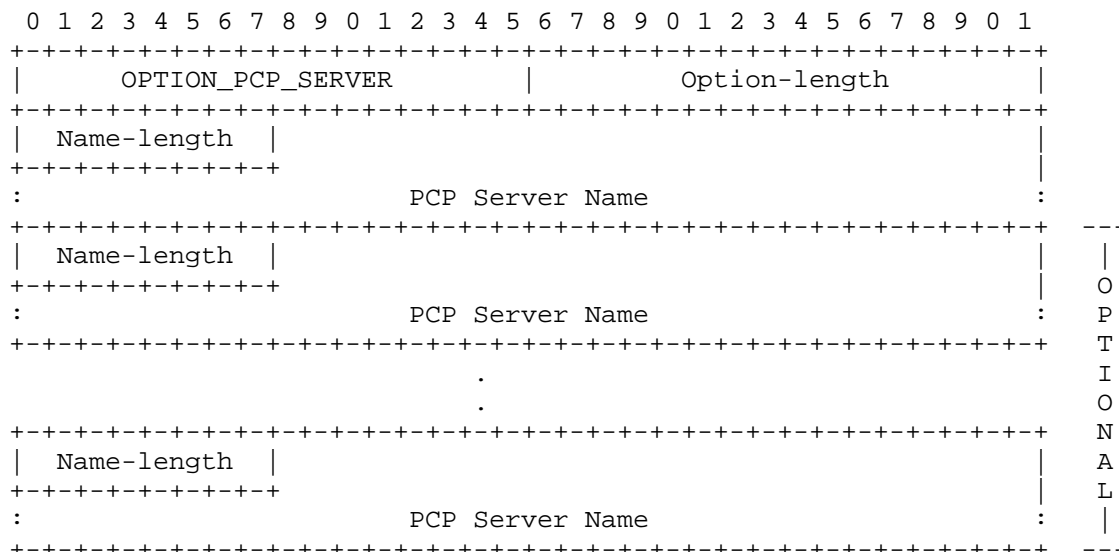 0 1 2 3 4 5 6 7 8 9 0 1 2 3 4 5 6 7 8 9 0 1 2 3 4 5 6 7 8 9 0 1
+-+-+-+-+-+-+-+-+-+-+-+-+-+-+-+-+-+-+-+-+-+-+-+-+-+-+-+-+-+-+-+-+
|      OPTION_PCP_SERVER        |         Option-length         |
+-+-+-+-+-+-+-+-+-+-+-+-+-+-+-+-+-+-+-+-+-+-+-+-+-+-+-+-+-+-+-+-+
|  Name-length  |                                               |
+-+-+-+-+-+-+-+-+                                               |
:                        PCP Server Name                        :
+-+-+-+-+-+-+-+-+-+-+-+-+-+-+-+-+-+-+-+-+-+-+-+-+-+-+-+-+-+-+-+-+  ---
|  Name-length  |                                               |   |
+-+-+-+-+-+-+-+-+                                               |   O
:                        PCP Server Name                        :   P
+-+-+-+-+-+-+-+-+-+-+-+-+-+-+-+-+-+-+-+-+-+-+-+-+-+-+-+-+-+-+-+-+   T
                             .                                      I
                             .                                      O
+-+-+-+-+-+-+-+-+-+-+-+-+-+-+-+-+-+-+-+-+-+-+-+-+-+-+-+-+-+-+-+-+   N
|  Name-length  |                                               |   A
+-+-+-+-+-+-+-+-+                                               |   L
:                        PCP Server Name                        :   |
+-+-+-+-+-+-+-+-+-+-+-+-+-+-+-+-+-+-+-+-+-+-+-+-+-+-+-+-+-+-+-+-+  ---